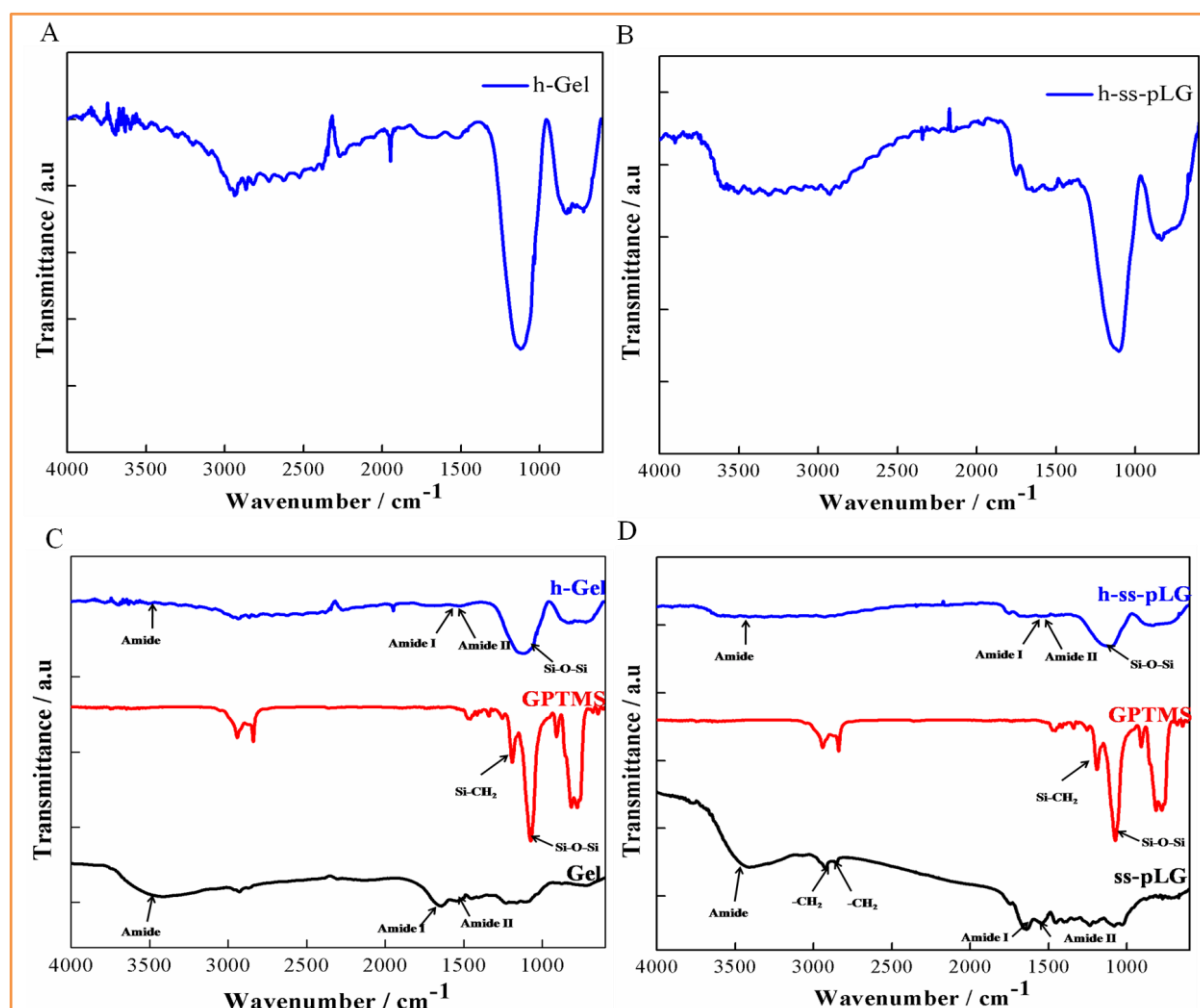 A
h-Gel
Transmittance / a.u
4000 3500 3000 2500 2000 1500 1000
Wavenumber / cm-1
B
h-ss-pLG
Transmittance / a.u
4000 3500 3000 2500 2000 1500 1000
Wavenumber / cm-1
C
h-Gel
Amide
Amide I
Amide II
Si-O-Si
GPTMS
Si-CH2
Si-O-Si
Gel
Amide
Amide I
Amide II
Transmittance / a.u
4000 3500 3000 2500 2000 1500 1000
Wavenumber / cm-1
D
h-ss-pLG
Amide
Amide I
Amide II
Si-O-Si
GPTMS
Si-CH2
Si-O-Si
ss-pLG
Amide
-CH2
-CH2
Amide I
Amide II
Transmittance / a.u
4000 3500 3000 2500 2000 1500 1000
Wavenumber / cm-1